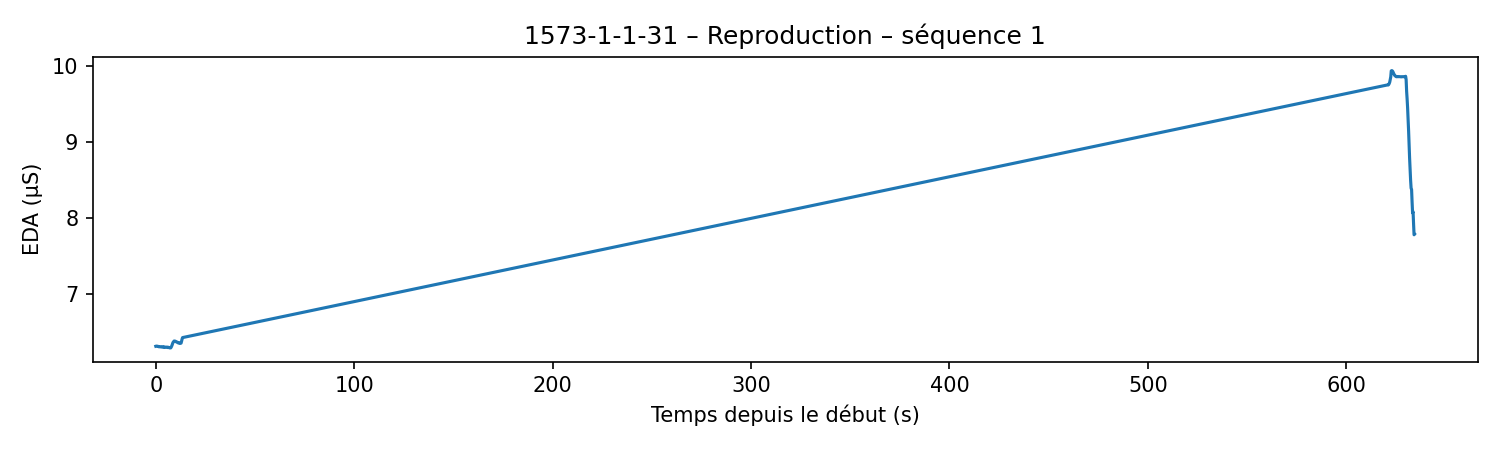 1573-1-1-31 – Reproduction – séquence 1
EDA (µS)
10
9
8
7
0 100 200 300 400 500 600
Temps depuis le début (s)